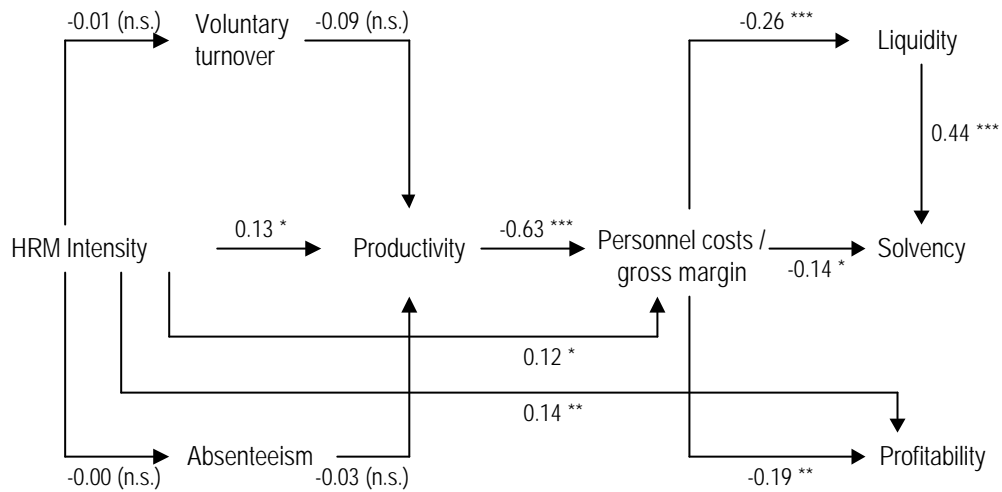 -0.01 (n.s.)
Voluntary
turnover
-0.09 (n.s.)
-0.26 ***
Liquidity
0.44 ***
HRM Intensity
0.13 *
Productivity
-0.63 ***
Personnel costs /
gross margin
-0.14 *
Solvency
0.12 *
0.14 **
-0.00 (n.s.)
Absenteeism
-0.03 (n.s.)
-0.19 **
Profitability